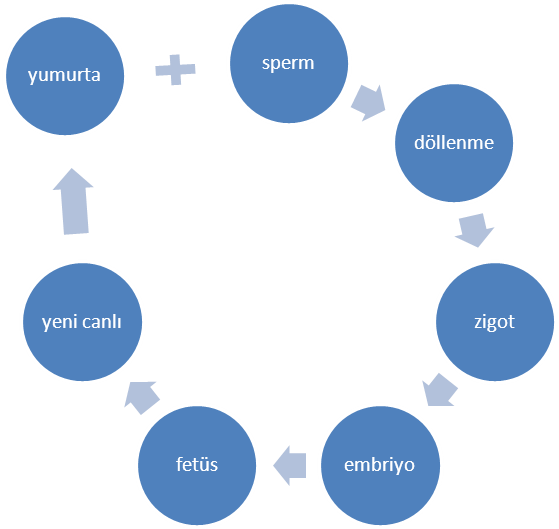 yumurta
sperm
döllenme
zigot
embriyo
fetüs
yeni canlı